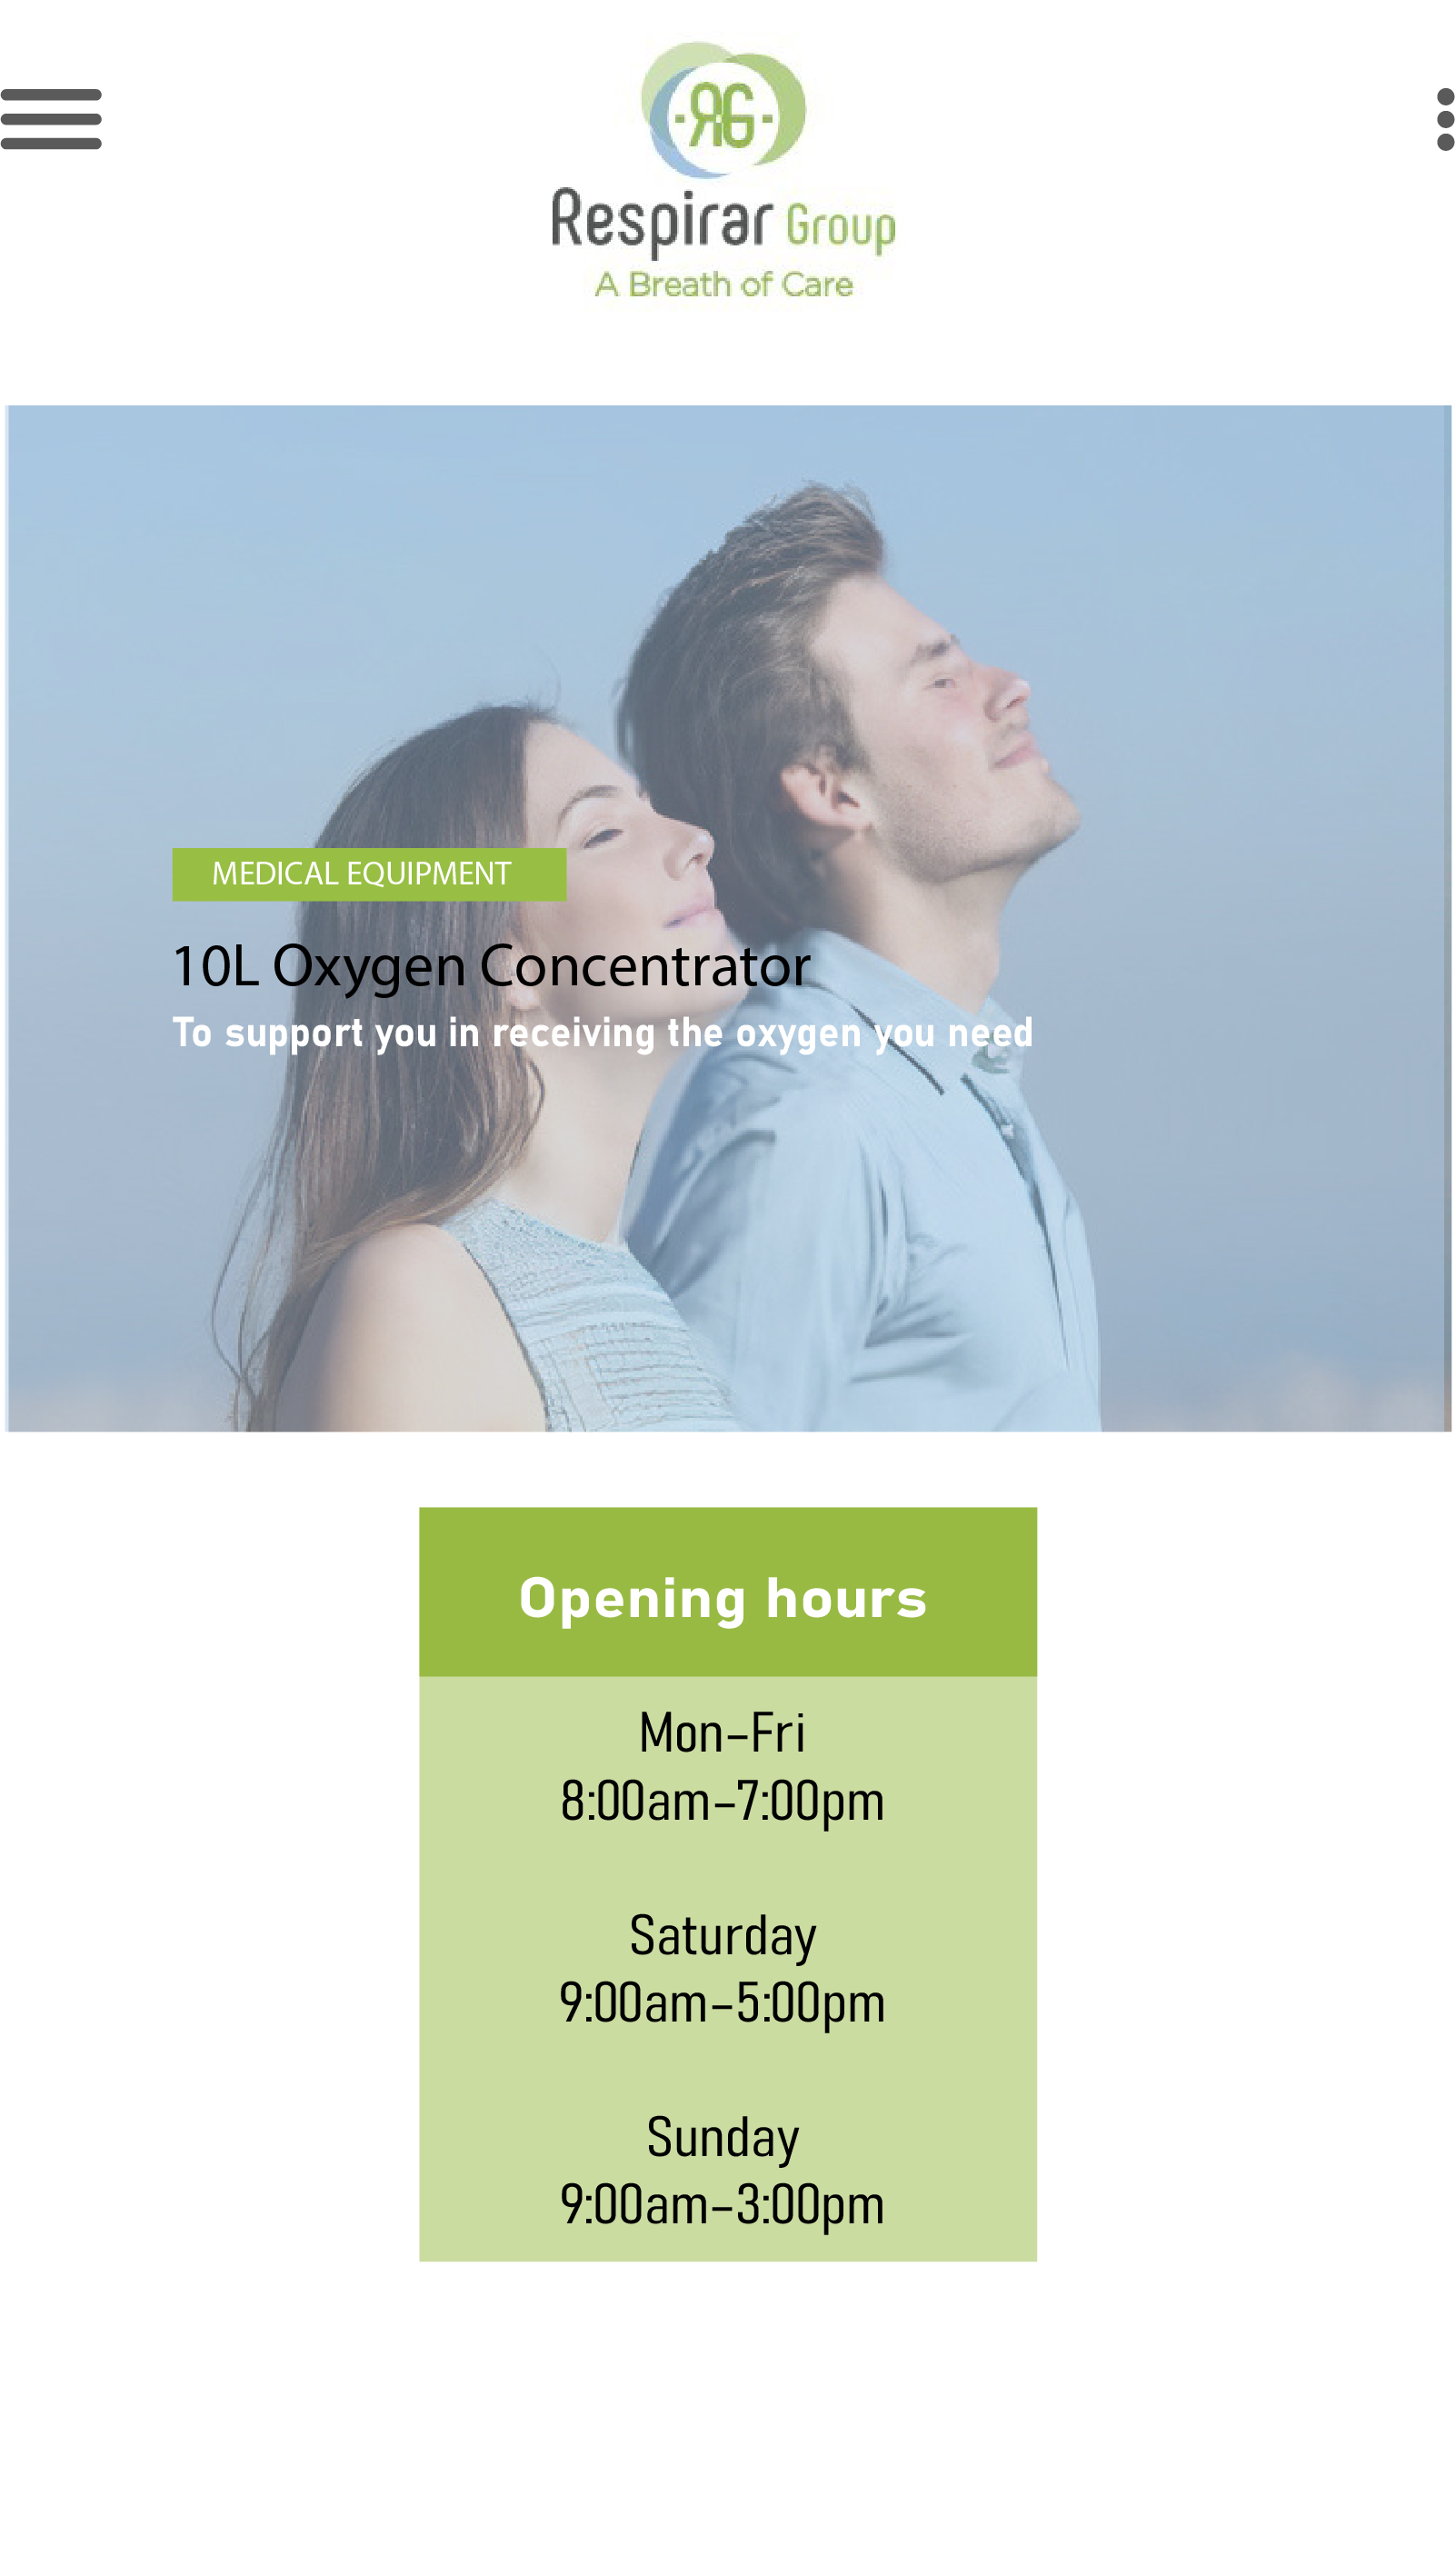 RG
Respirar Group
A Breath of Care
MEDICAL EQUIPMENT
10L Oxygen Concentrator
To support you in receiving the oxygen you need
Opening hours
Mon–Fri
8:00am–7:00pm
Saturday
9:00am–5:00pm
Sunday
9:00am–3:00pm